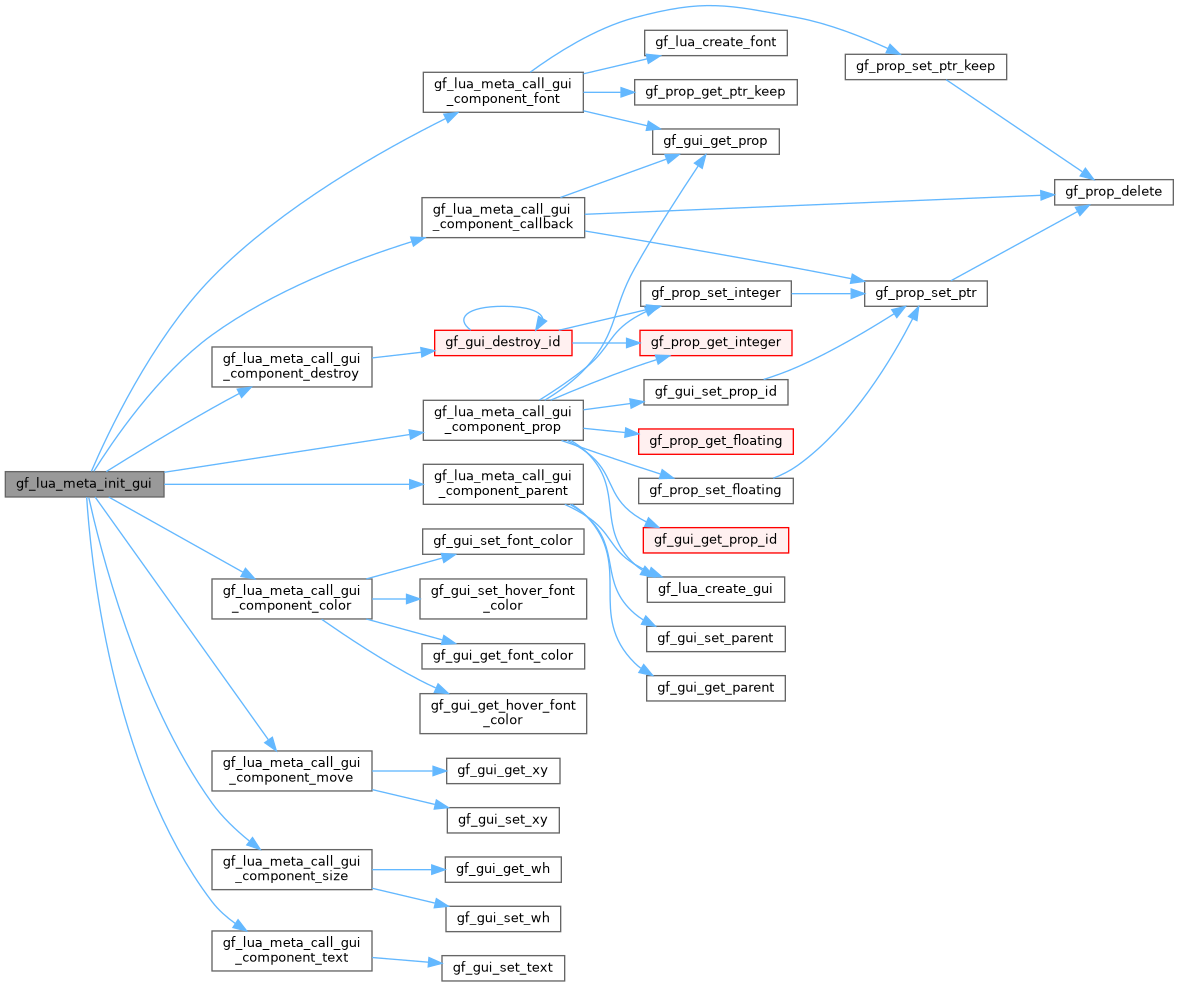 gf_lua_meta_init_gui
gf_lua_meta_call_gui
_component_font
gf_lua_meta_call_gui
_component_callback
gf_lua_meta_call_gui
_component_destroy
gf_lua_meta_call_gui
_component_prop
gf_lua_meta_call_gui
_component_parent
gf_lua_meta_call_gui
_component_color
gf_lua_meta_call_gui
_component_move
gf_lua_meta_call_gui
_component_size
gf_lua_meta_call_gui
_component_text
gf_gui_destroy_id
gf_gui_set_font_color
gf_gui_set_hover_font
_color
gf_gui_get_font_color
gf_gui_get_hover_font
_color
gf_gui_get_xy
gf_gui_set_xy
gf_gui_get_wh
gf_gui_set_wh
gf_gui_set_text
gf_lua_create_font
gf_prop_get_ptr_keep
gf_gui_get_prop
gf_prop_set_integer
gf_prop_get_integer
gf_gui_set_prop_id
gf_prop_get_floating
gf_prop_set_floating
gf_gui_get_prop_id
gf_lua_create_gui
gf_gui_set_parent
gf_gui_get_parent
gf_prop_set_ptr_keep
gf_prop_set_ptr
gf_prop_delete